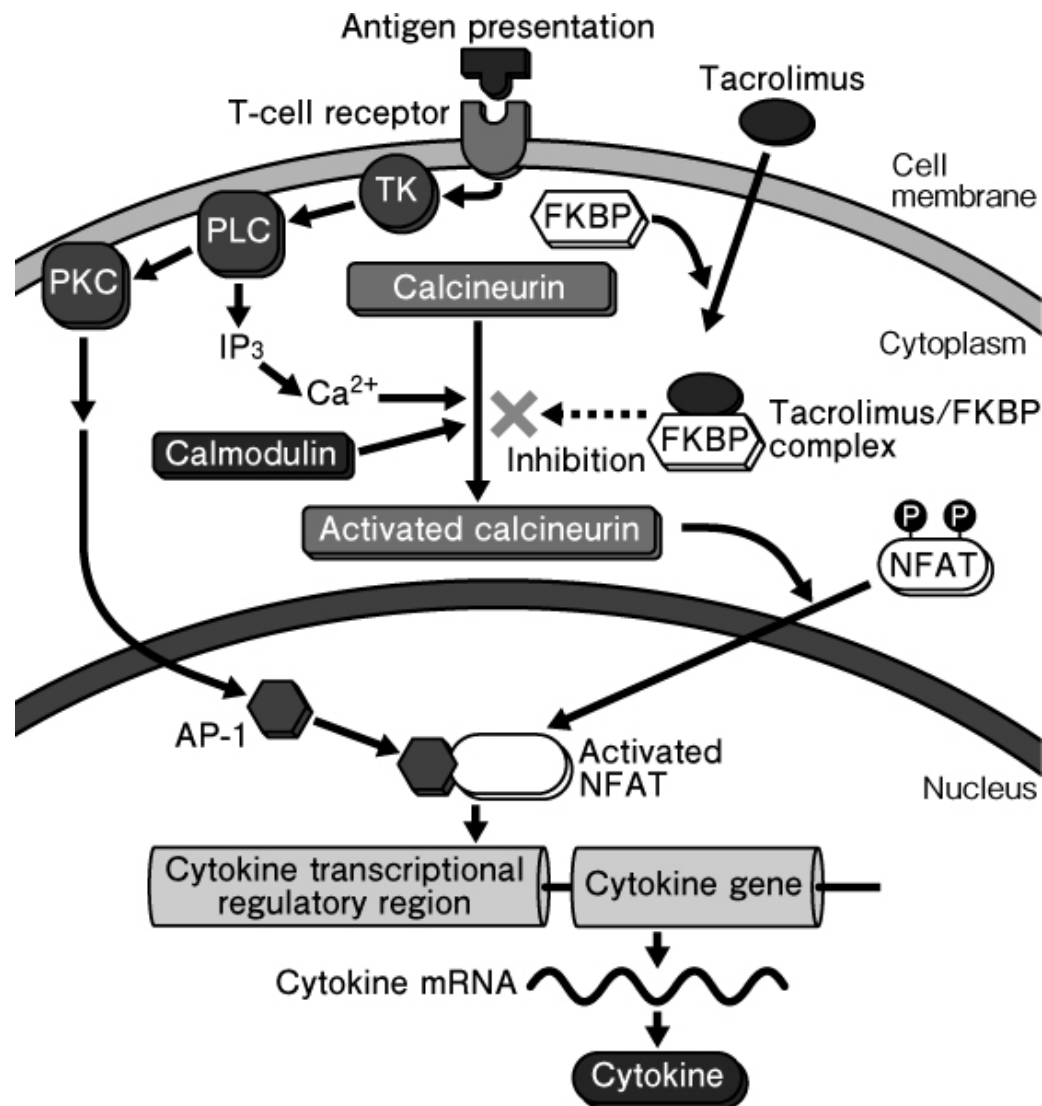 Antigen presentation
Tacrolimus
T-cell receptor
Cell
membrane
TK
FKBP
PLC
PKC
Calcineurin
Cytoplasm
IP₃
Ca²⁺
Tacrolimus/FKBP
complex
FKBP
Calmodulin
Inhibition
Activated calcineurin
P P
NFAT
AP-1
Activated
NFAT
Nucleus
Cytokine transcriptional
regulatory region
Cytokine gene
Cytokine mRNA
Cytokine